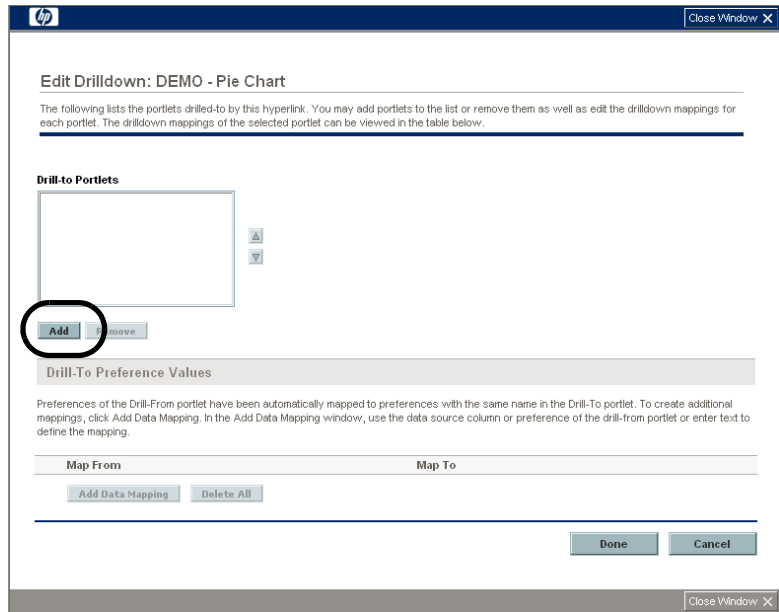 hp
Close Window X
Edit Drilldown: DEMO - Pie Chart
The following lists the portlets drilled-to by this hyperlink. You may add portlets to the list or remove them as well as edit the drilldown mappings for
each portlet. The drilldown mappings of the selected portlet can be viewed in the table below.
Drill-to Portlets
Add Remove
Drill-To Preference Values
Preferences of the Drill-From portlet have been automatically mapped to preferences with the same name in the Drill-To portlet. To create additional
mappings, click Add Data Mapping. In the Add Data Mapping window, use the data source column or preference of the drill-from portlet or enter text to
define the mapping.
Map From Map To
Add Data Mapping Delete All
Done Cancel
Close Window X